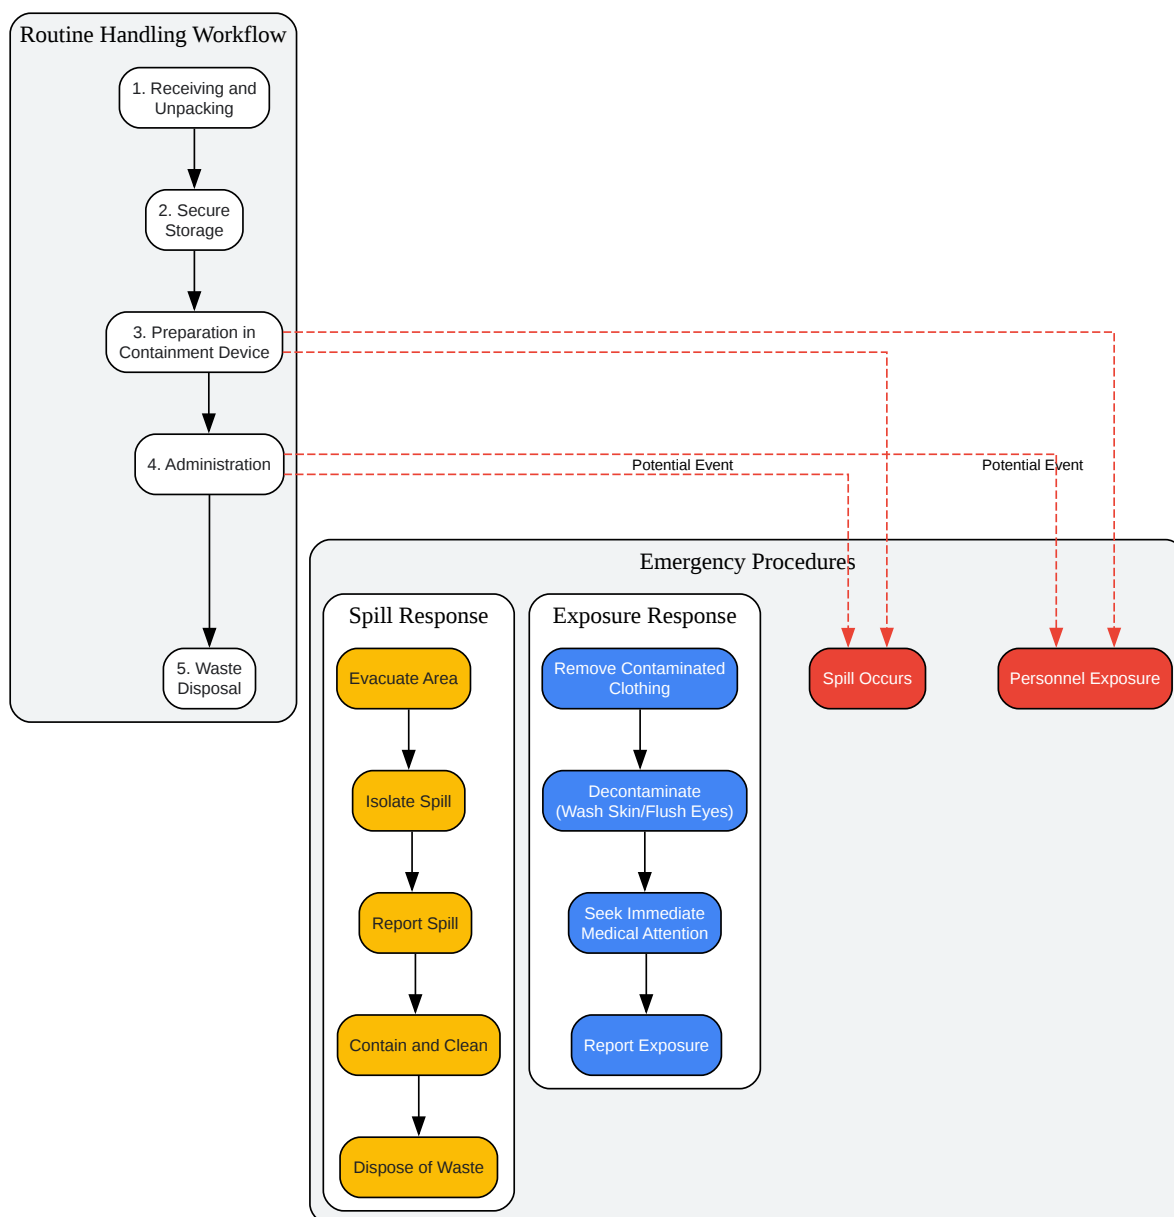 Routine Handling Workflow
1. Receiving and
Unpacking
2. Secure
Storage
3. Preparation in
Containment Device
4. Administration
5. Waste
Disposal
Potential Event
Potential Event
Emergency Procedures
Spill Response
Evacuate Area
Isolate Spill
Report Spill
Contain and Clean
Dispose of Waste
Exposure Response
Remove Contaminated
Clothing
Decontaminate
(Wash Skin/Flush Eyes)
Seek Immediate
Medical Attention
Report Exposure
Spill Occurs
Personnel Exposure